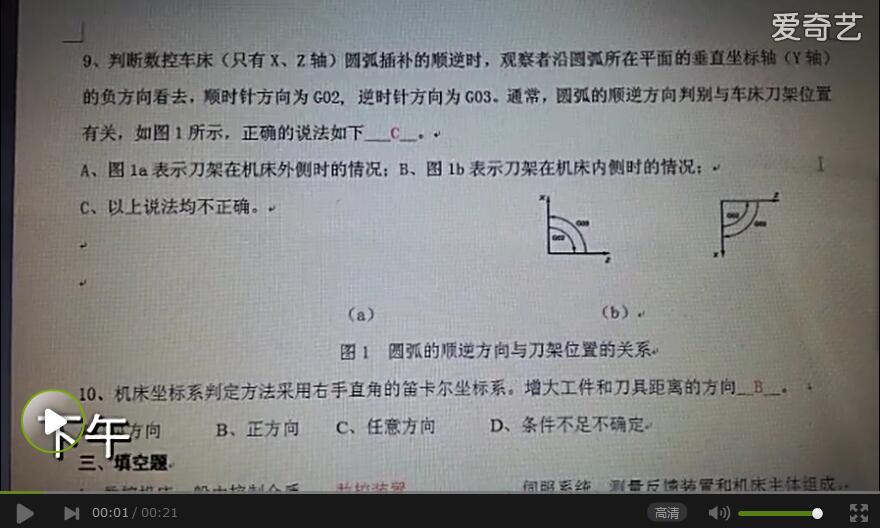 爱奇艺
9、判断数控车床（只有 X、Z 轴）圆弧插补的顺逆时，观察者沿圆弧所在平面的垂直坐标轴（Y 轴）
的负方向看去，顺时针方向为 G02, 逆时针方向为 G03。通常，圆弧的顺逆方向判别与车床刀架位置
有关，如图 1 所示，正确的说法如下___C__。
A、图 1a 表示刀架在机床外侧时的情况；B、图 1b 表示刀架在机床内侧时的情况；
C、以上说法均不正确。
X G03 G02 Z
Z G02 G03 X
（a） （b）
图 1 圆弧的顺逆方向与刀架位置的关系
10、机床坐标系判定方法采用右手直角的笛卡尔坐标系。增大工件和刀具距离的方向__B__。
方向 B、正方向 C、任意方向 D、条件不足不确定
下午
三、填空题
数控装置 伺服系统、测量反馈装置和机床主体组成
00:01 / 00:21 高清